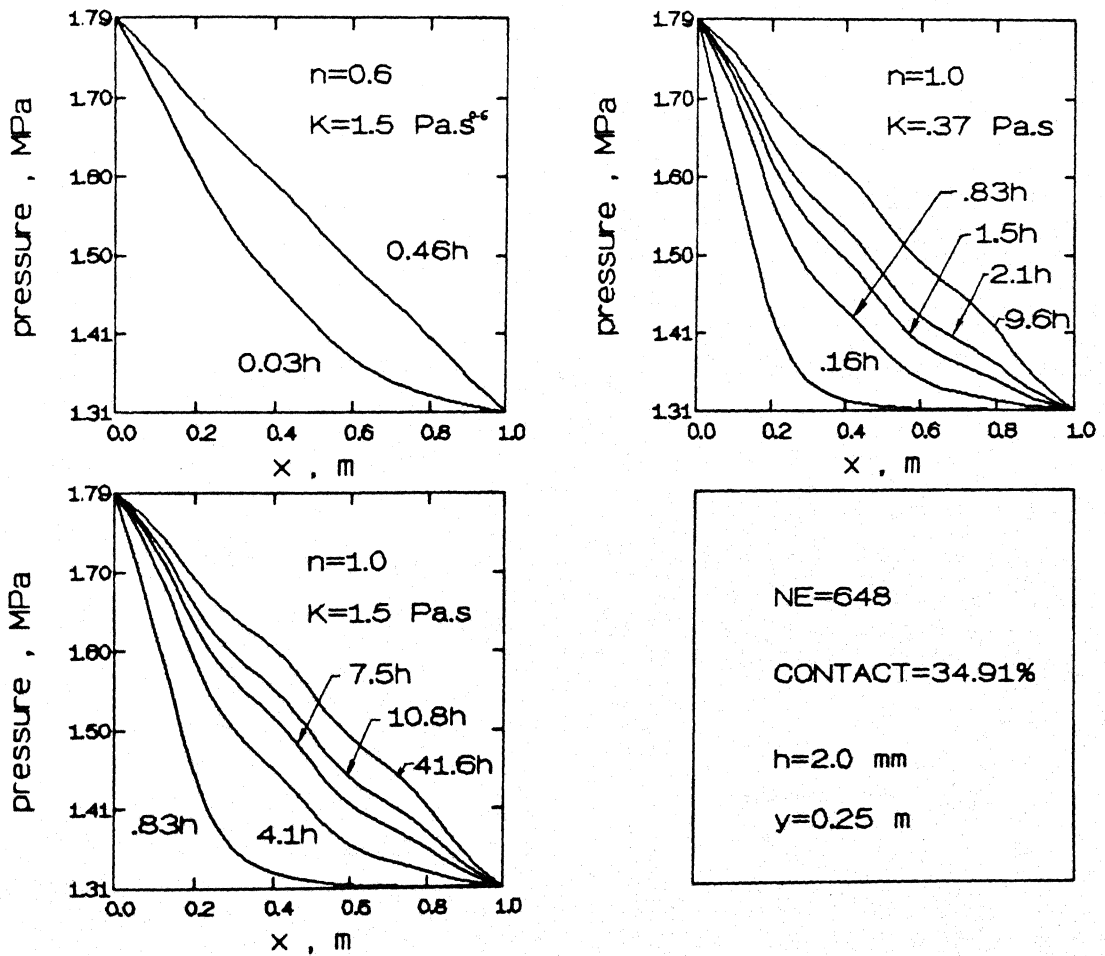 1.79
1.70
1.60
1.50
1.41
1.31
pressure , MPa
n=0.6
K=1.5 Pa.s^0.6
0.46h
0.03h
0.0 0.2 0.4 0.6 0.8 1.0
x , m
1.79
1.70
1.60
1.50
1.41
1.31
pressure , MPa
n=1.0
K=.37 Pa.s
.83h
1.5h
2.1h
9.6h
.16h
0.0 0.2 0.4 0.6 0.8 1.0
x , m
1.79
1.70
1.60
1.50
1.41
1.31
pressure , MPa
n=1.0
K=1.5 Pa.s
7.5h
10.8h
41.6h
.83h
4.1h
0.0 0.2 0.4 0.6 0.8 1.0
x , m
NE=648
CONTACT=34.91%
h=2.0 mm
y=0.25 m